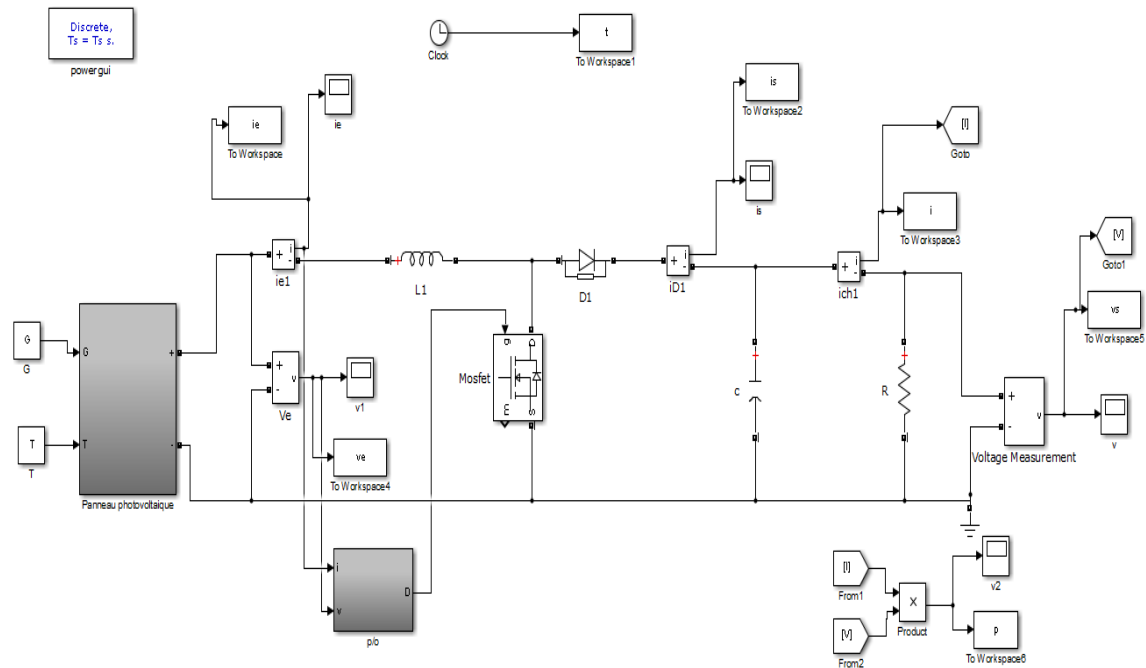 Discrete,
Ts = Ts s.
powergui
Clock
t
To Workspace1
ie
To Workspace
ie
is
To Workspace2
is
[I]
Goto
i
To Workspace3
[V]
Goto1
vs
To Workspace5
i
+
-
ie1
L1
D1
i
+
-
iD1
i
+
-
ich1
G
G
T
T
G
T
+
-
Panneau photovoltaique
+
-
v
Ve
v1
ve
To Workspace4
Mosfet
g
D
m
S
c
R
+
-
v
Voltage Measurement
v
i
v
D
p/o
[I]
From1
[V]
From2
X
Product
v2
p
To Workspace6